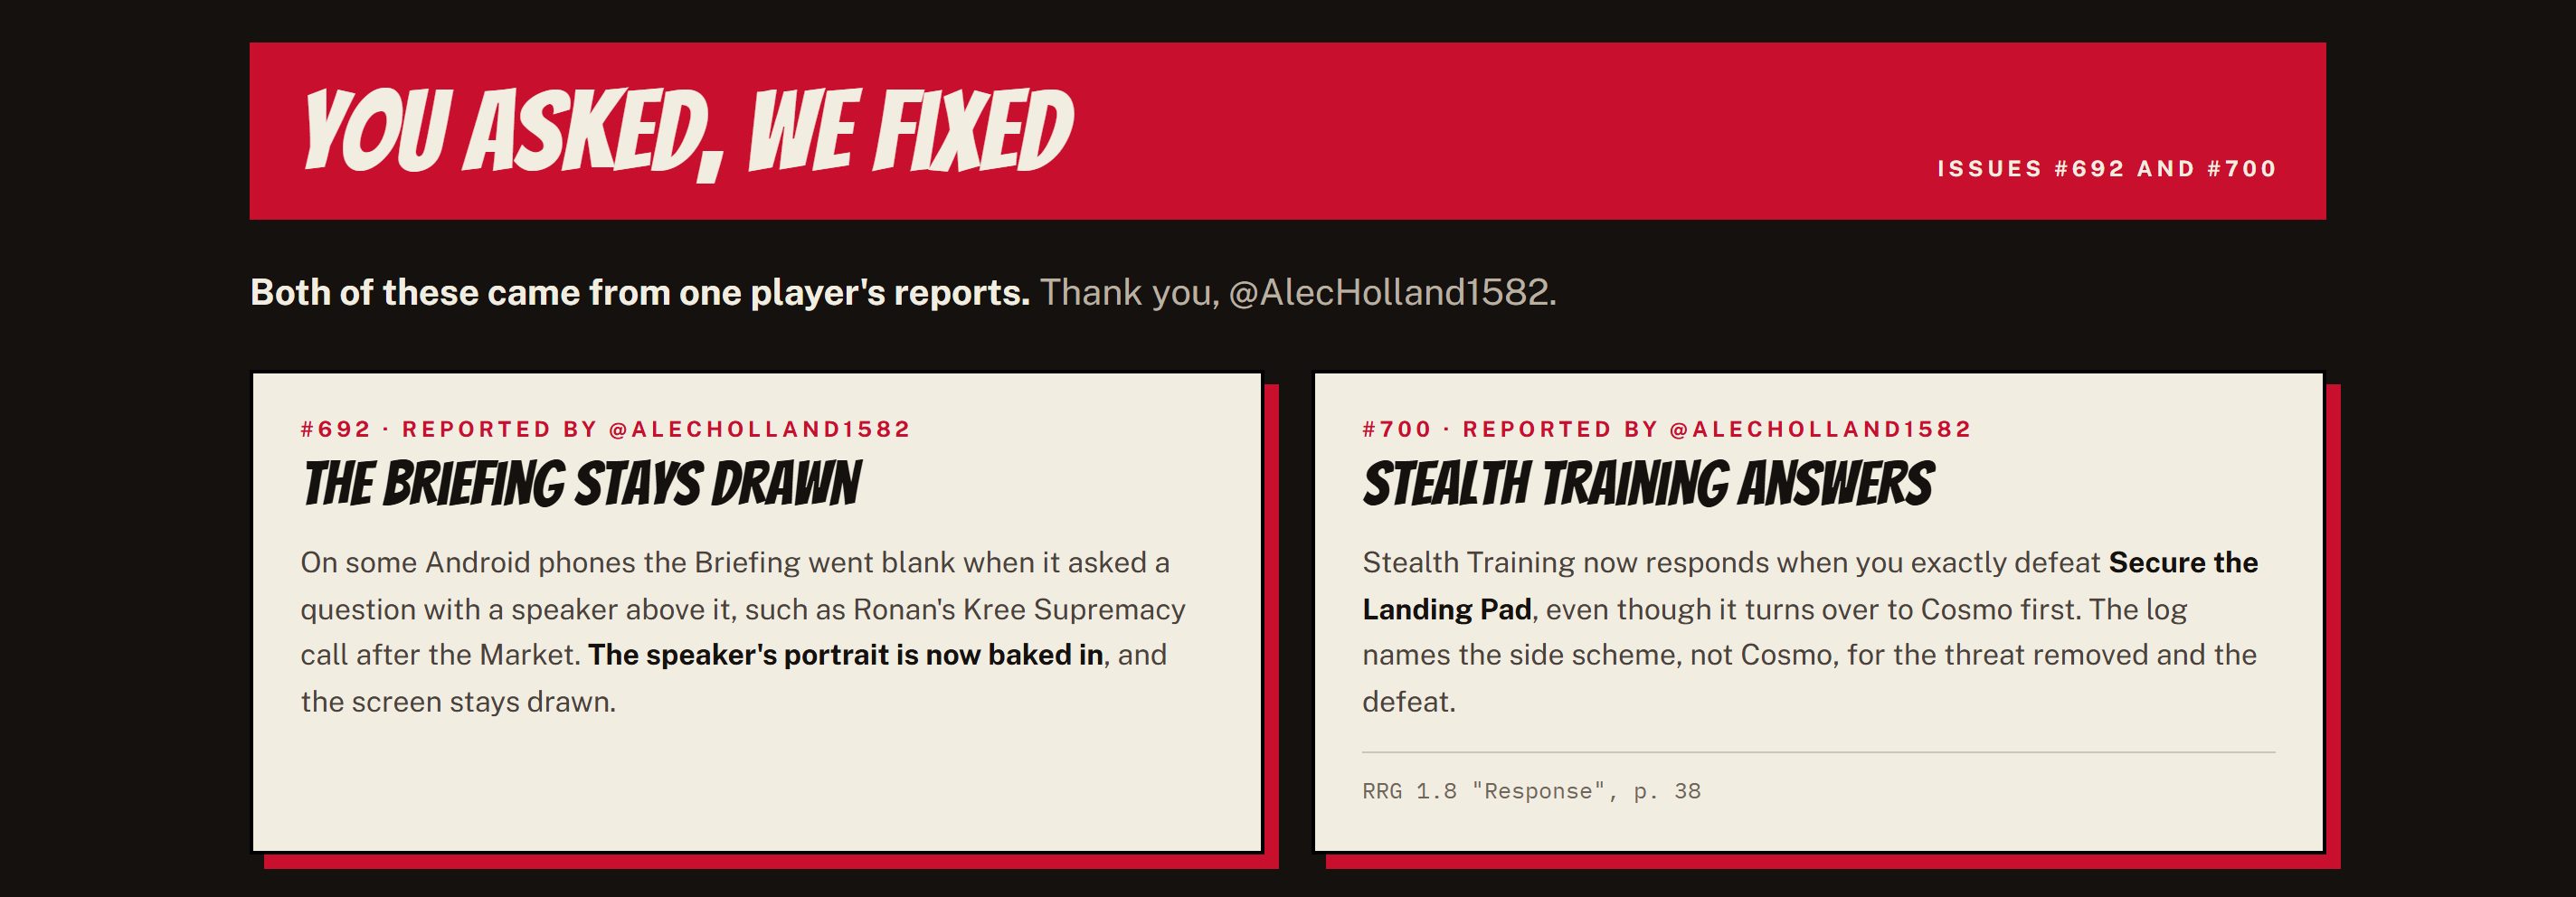 YOU ASKED, WE FIXED
ISSUES #692 AND #700
Both of these came from one player's reports. Thank you, @AlecHolland1582.
#692 · REPORTED BY @ALECHOLLAND1582
THE BRIEFING STAYS DRAWN
On some Android phones the Briefing went blank when it asked a
question with a speaker above it, such as Ronan's Kree Supremacy
call after the Market. The speaker's portrait is now baked in, and
the screen stays drawn.
#700 · REPORTED BY @ALECHOLLAND1582
STEALTH TRAINING ANSWERS
Stealth Training now responds when you exactly defeat Secure the
Landing Pad, even though it turns over to Cosmo first. The log
names the side scheme, not Cosmo, for the threat removed and the
defeat.
RRG 1.8 "Response", p. 38